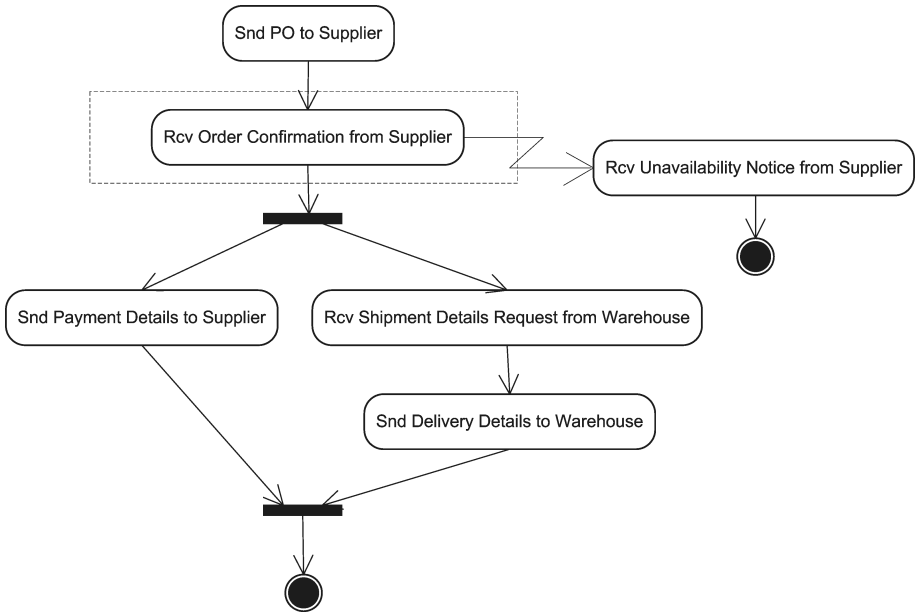 Snd PO to Supplier
Rcv Order Confirmation from Supplier
Rcv Unavailability Notice from Supplier
Snd Payment Details to Supplier
Rcv Shipment Details Request from Warehouse
Snd Delivery Details to Warehouse